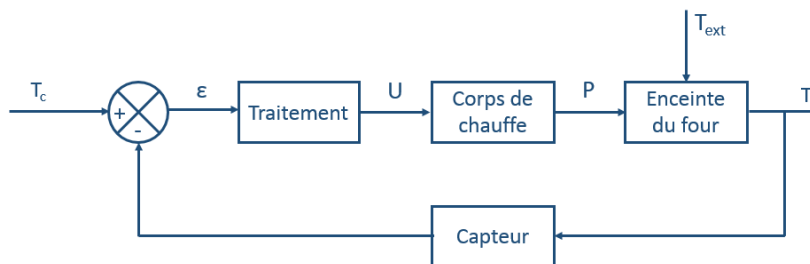 T_ext
T_c
+
-
ε
Traitement
U
Corps de
chauffe
P
Enceinte
du four
T
Capteur